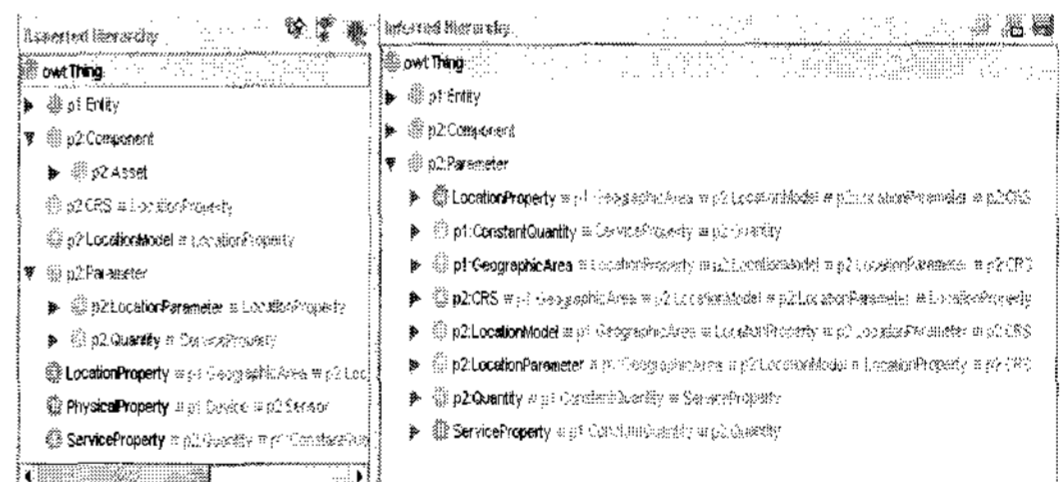 Asserted Hierarchy
owl:Thing
p1:Entity
p2:Component
p2:Asset
p2:CRS ≡ LocationProperty
p2:LocationModel ≡ LocationProperty
p2:Parameter
p2:LocationParameter ≡ LocationProperty
p2:Quantity ≡ ServiceProperty
LocationProperty ≡ p1:GeographicArea ≡ p2:Loc
PhysicalProperty ≡ p1:Device ≡ p2:Sensor
ServiceProperty ≡ p2:Quantity ≡ p1:ConstantQua
Inferred Hierarchy
owl:Thing
p1:Entity
p2:Component
p2:Parameter
LocationProperty ≡ p1:GeographicArea ≡ p2:LocationModel ≡ p2:LocationParameter ≡ p2:CRS
p1:ConstantQuantity ≡ ServiceProperty ≡ p2:Quantity
p1:GeographicArea ≡ LocationProperty ≡ p2:LocationModel ≡ p2:LocationParameter ≡ p2:CRS
p2:CRS ≡ p1:GeographicArea ≡ p2:LocationModel ≡ p2:LocationParameter ≡ LocationProperty
p2:LocationModel ≡ p1:GeographicArea ≡ LocationProperty ≡ p2:LocationParameter ≡ p2:CRS
p2:LocationParameter ≡ p1:GeographicArea ≡ p2:LocationModel ≡ LocationProperty ≡ p2:CRS
p2:Quantity ≡ p1:ConstantQuantity ≡ ServiceProperty
ServiceProperty ≡ p1:ConstantQuantity ≡ p2:Quantity